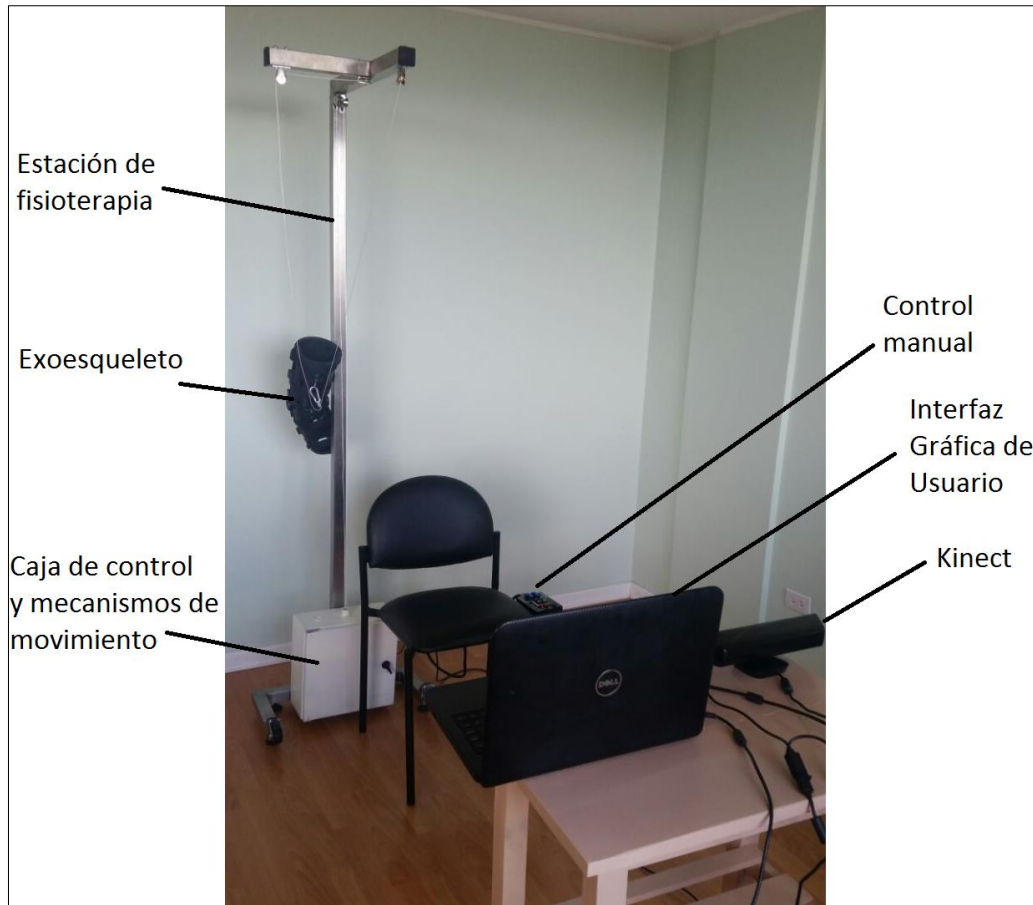 Estación de
fisioterapia
Exoesqueleto
Caja de control
y mecanismos de
movimiento
Control
manual
Interfaz
Gráfica de
Usuario
Kinect
DELL